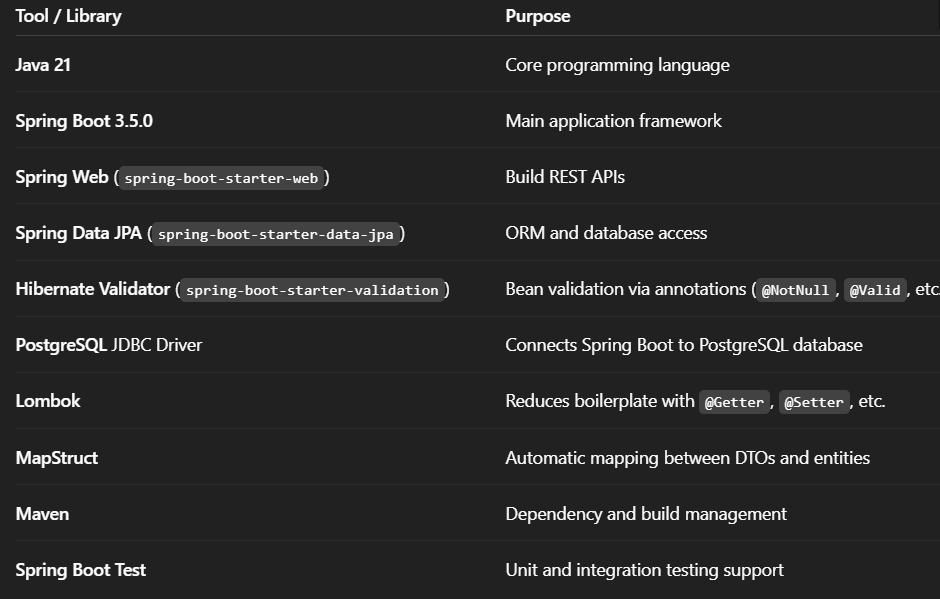 Tool / Library Purpose
Java 21 Core programming language
Spring Boot 3.5.0 Main application framework
Spring Web (spring-boot-starter-web) Build REST APIs
Spring Data JPA (spring-boot-starter-data-jpa) ORM and database access
Hibernate Validator (spring-boot-starter-validation) Bean validation via annotations (@NotNull, @Valid, etc.
PostgreSQL JDBC Driver Connects Spring Boot to PostgreSQL database
Lombok Reduces boilerplate with @Getter, @Setter, etc.
MapStruct Automatic mapping between DTOs and entities
Maven Dependency and build management
Spring Boot Test Unit and integration testing support